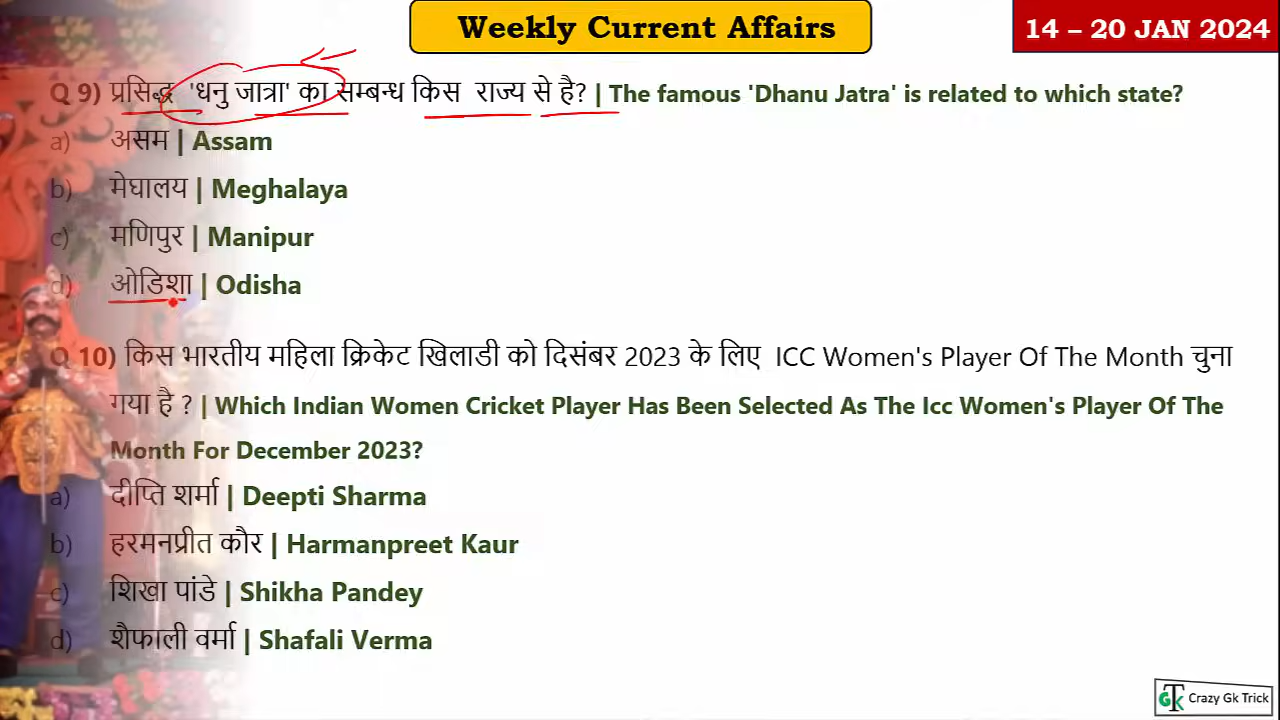 Weekly Current Affairs
14 – 20 JAN 2024
Q 9) प्रसिद्ध 'धनु जात्रा' का सम्बन्ध किस राज्य से है? | The famous 'Dhanu Jatra' is related to which state?
a) असम | Assam
b) मेघालय | Meghalaya
c) मणिपुर | Manipur
d) ओडिशा | Odisha
Q 10) किस भारतीय महिला क्रिकेट खिलाडी को दिसंबर 2023 के लिए ICC Women's Player Of The Month चुना
गया है ? | Which Indian Women Cricket Player Has Been Selected As The Icc Women's Player Of The
Month For December 2023?
a) दीप्ति शर्मा | Deepti Sharma
b) हरमनप्रीत कौर | Harmanpreet Kaur
c) शिखा पांडे | Shikha Pandey
d) शैफाली वर्मा | Shafali Verma
GTK Crazy Gk Trick